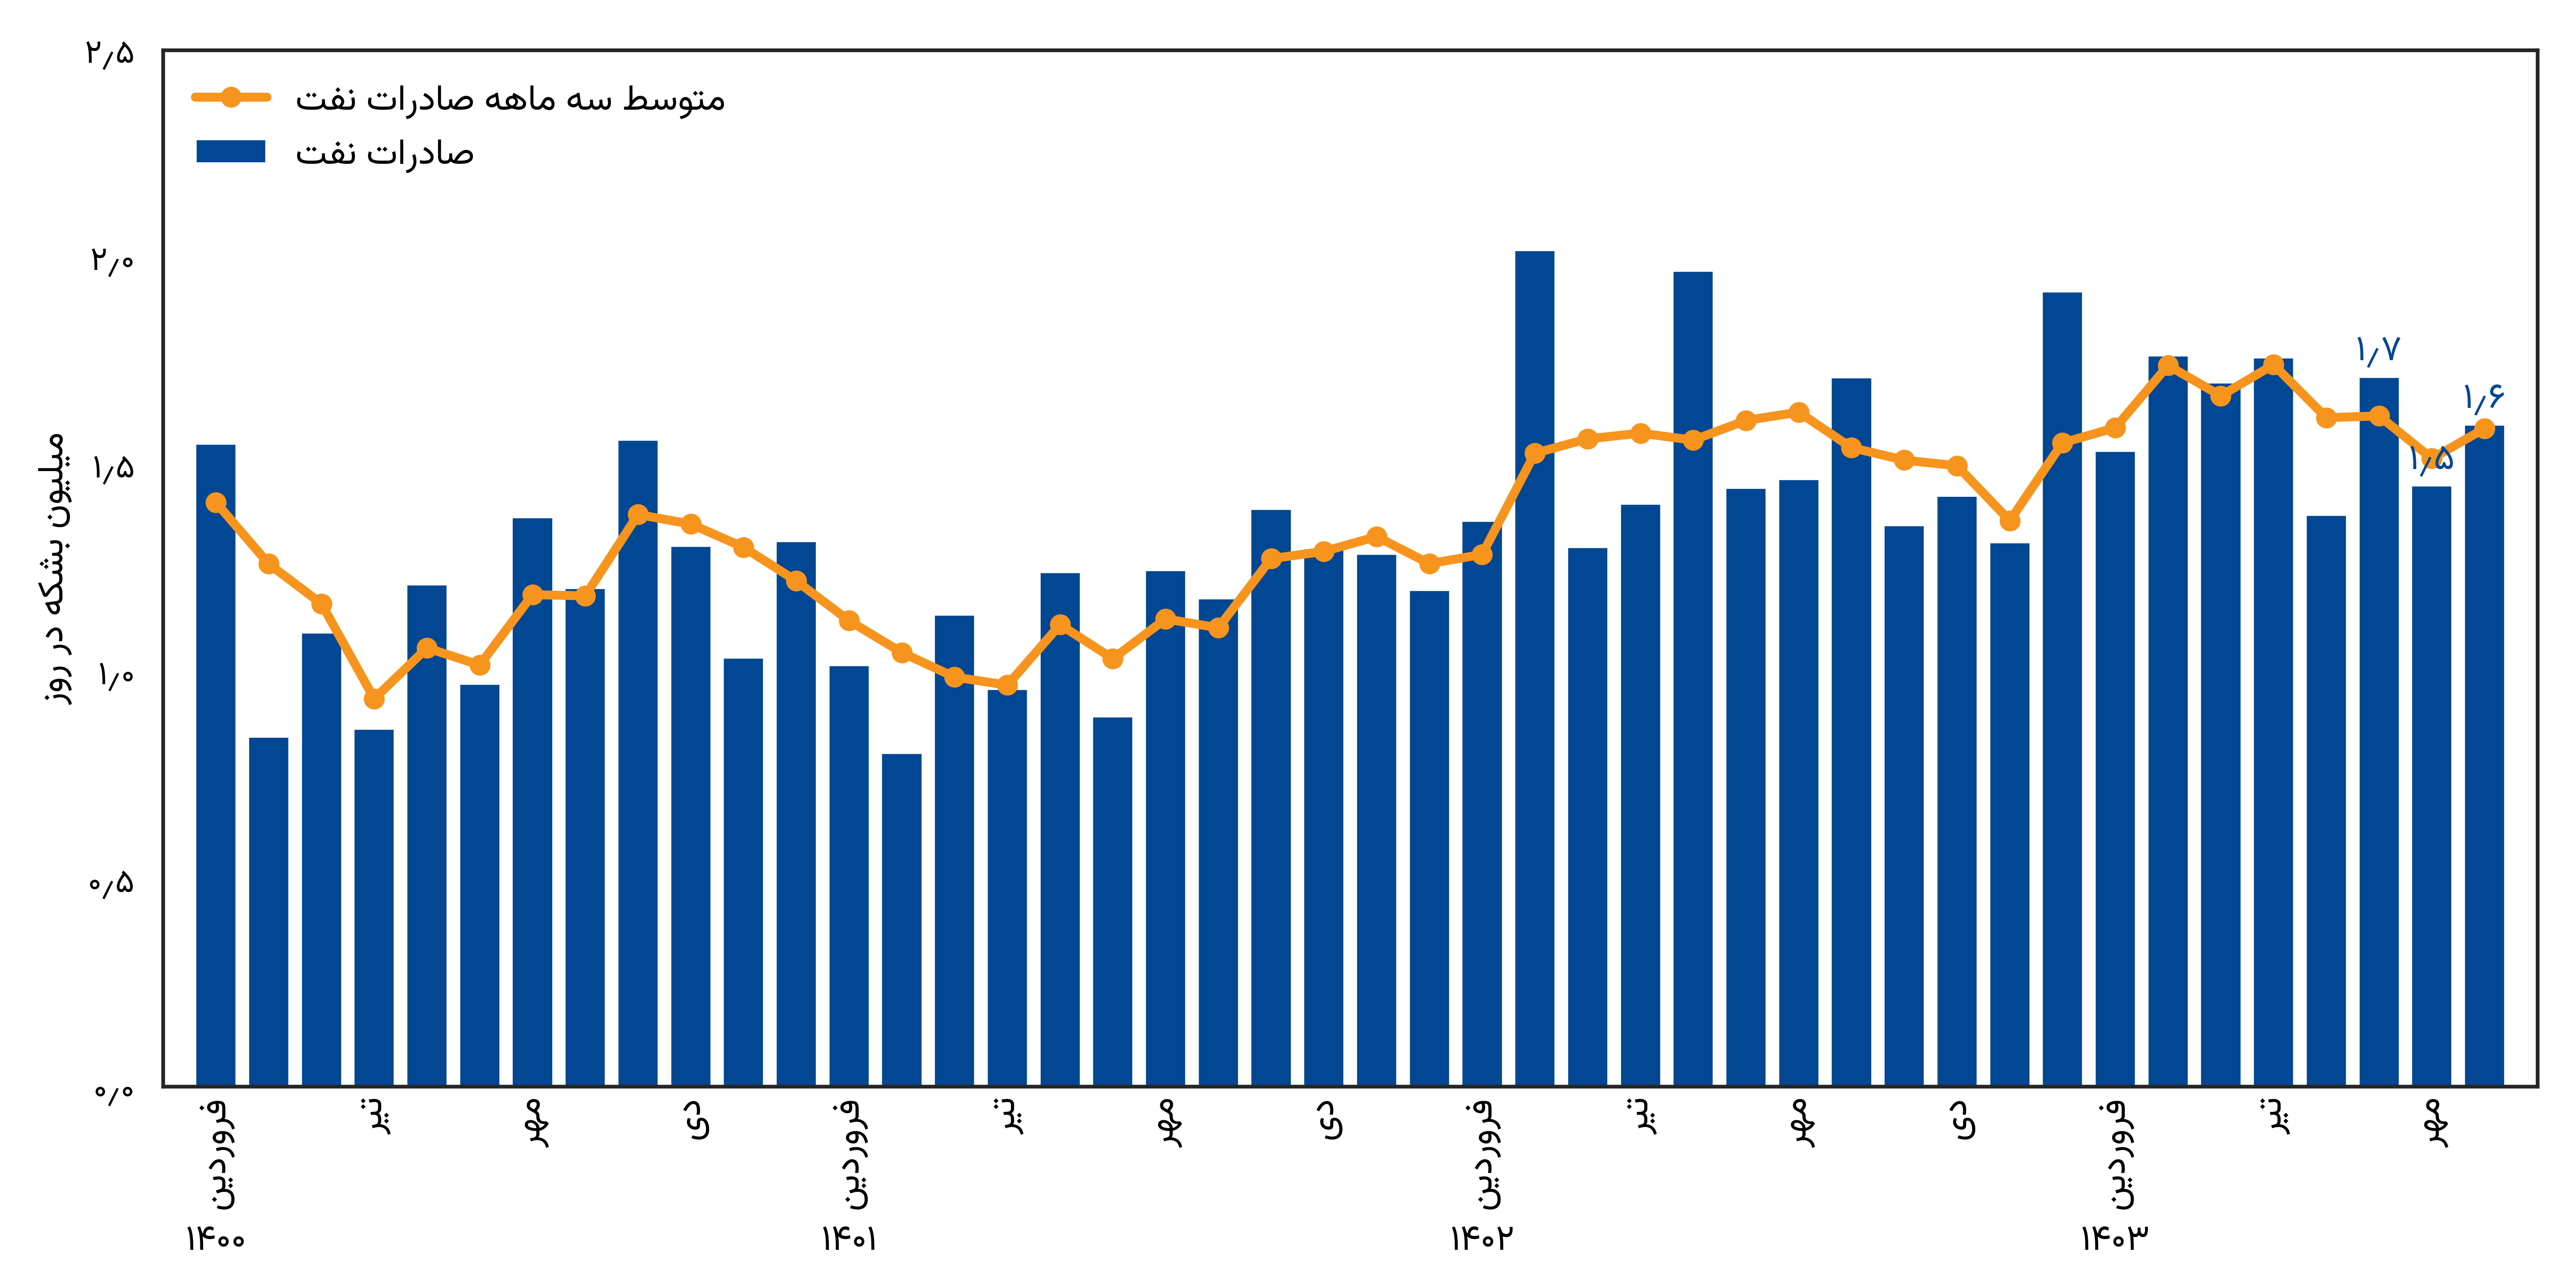 متوسط سه ماهه صادرات نفت
صادرات نفت
میلیون بشکه در روز
۲٫۵
۲٫۰
۱٫۵
۱٫۰
۰٫۵
۰٫۰
۱٫۷
۱٫۵
۱٫۶
فروردین
تیر
مهر
دی
فروردین
تیر
مهر
دی
فروردین
تیر
مهر
دی
فروردین
تیر
مهر
۱۴۰۰
۱۴۰۱
۱۴۰۲
۱۴۰۳